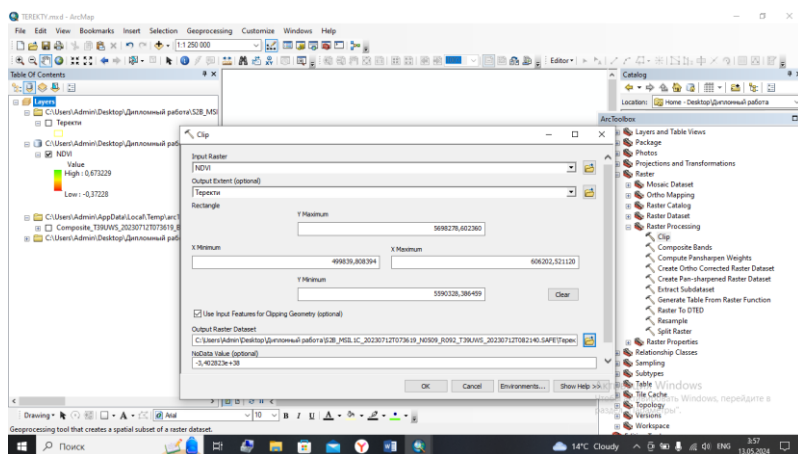 TEREKTY.mxd - ArcMap
File Edit View Bookmarks Insert Selection Geoprocessing Customize Windows Help
1:1 250 000
Editor
Table Of Contents
Layers
C:\Users\Admin\Desktop\Дипломный работа\S2B_MSI
Теректи
C:\Users\Admin\Desktop\Дипломный раб
NDVI
Value
High : 0,673229
Low : -0,37228
C:\Users\Admin\AppData\Local\Temp\arc
Composite_T39UWS_20230712T073619_B
C:\Users\Admin\Desktop\Дипломный раб
Clip
Input Raster
NDVI
Output Extent (optional)
Теректи
Rectangle
Y Maximum
5698278,602360
X Minimum
X Maximum
499839,808394
606202,521120
Y Minimum
5590328,386459
Clear
Use Input Features for Clipping Geometry (optional)
Output Raster Dataset
C:\Users\Admin\Desktop\Дипломный работа\S2B_MSIL1C_20230712T073619_N0509_R092_T39UWS_20230712T082140.SAFE\Терек
NoData Value (optional)
-3,402823e+38
OK Cancel Environments... Show Help >>
Catalog
Location: Home - Desktop\Дипломный работа
ArcToolbox
Layers and Table Views
Package
Photos
Projections and Transformations
Raster
Mosaic Dataset
Ortho Mapping
Raster Catalog
Raster Dataset
Raster Processing
Clip
Composite Bands
Compute Pansharpen Weights
Create Ortho Corrected Raster Dataset
Create Pan-sharpened Raster Dataset
Extract Subdataset
Generate Table From Raster Function
Raster To DTED
Resample
Split Raster
Raster Properties
Relationship Classes
Sampling
Subtypes
Table
Windows
Tile Cache
Windows, перейдите в
Topology
Versions
Workspace
Drawing
Arial
10
B I U A
Geoprocessing tool that creates a spatial subset of a raster dataset.
Поиск
14°C Cloudy
ENG
3:57
13.05.2024